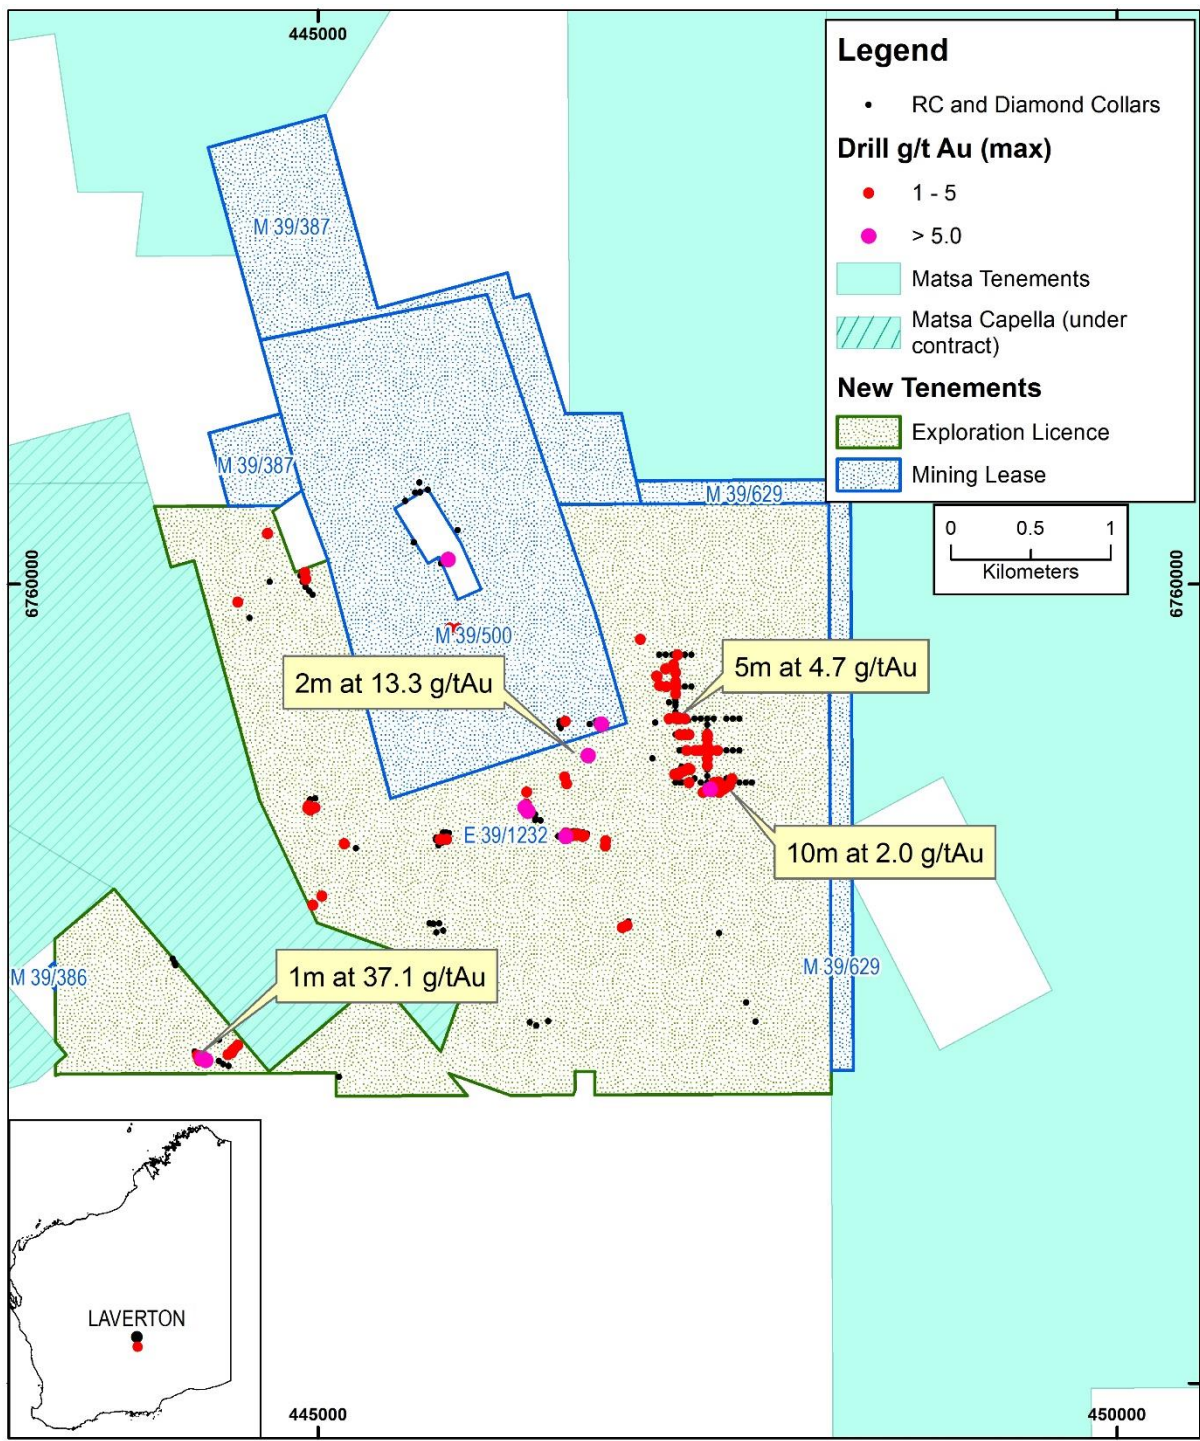 445000
Legend
RC and Diamond Collars
Drill g/t Au (max)
1 - 5
> 5.0
Matsa Tenements
Matsa Capella (under
contract)
New Tenements
Exploration Licence
Mining Lease
M 39/387
M 39/387
M 39/629
0 0.5 1
Kilometers
6760000
6760000
M 39/500
5m at 4.7 g/tAu
2m at 13.3 g/tAu
E 39/1232
10m at 2.0 g/tAu
M 39/386
1m at 37.1 g/tAu
M 39/629
LAVERTON
445000
450000